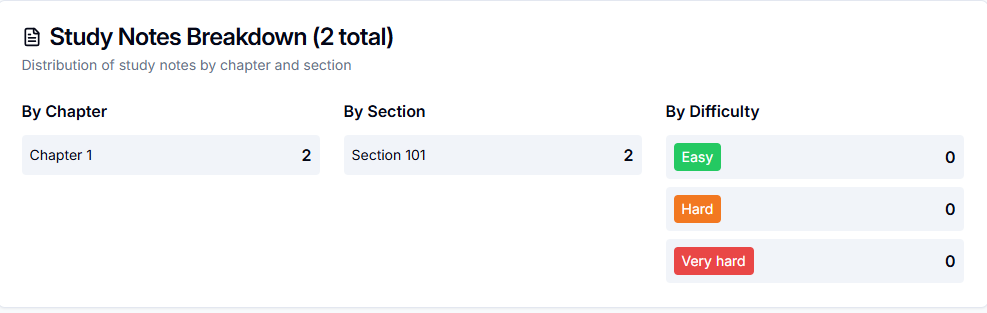 Study Notes Breakdown (2 total)
Distribution of study notes by chapter and section
By Chapter
Chapter 1 2
By Section
Section 101 2
By Difficulty
Easy 0
Hard 0
Very hard 0